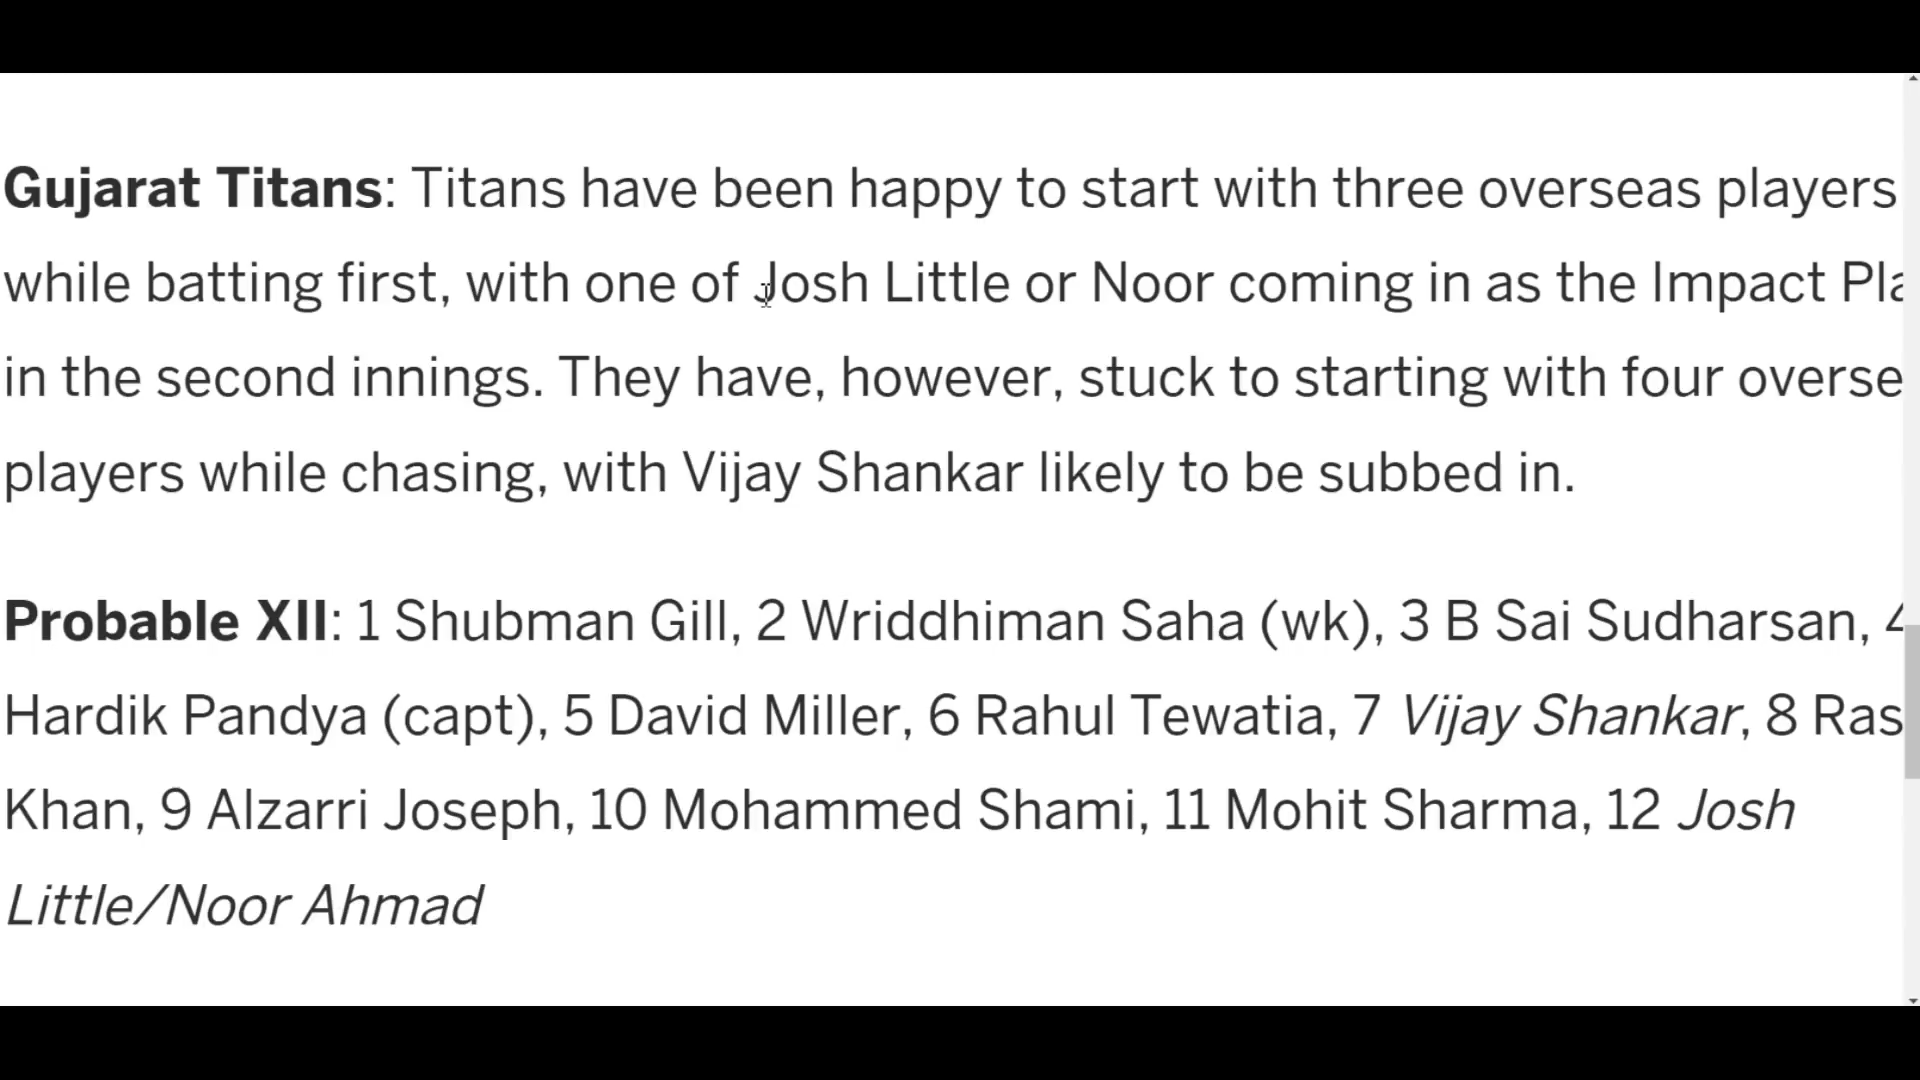 Gujarat Titans: Titans have been happy to start with three overseas players
while batting first, with one of Josh Little or Noor coming in as the Impact
in the second innings. They have, however, stuck to starting with four
players while chasing, with Vijay Shankar likely to be subbed in.
Probable XII: 1 Shubman Gill, 2 Wriddhiman Saha (wk), 3 B Sai Sudharsan, 4
Hardik Pandya (capt), 5 David Miller, 6 Rahul Tewatia, 7 Vijay Shankar, 8
Khan, 9 Alzarri Joseph, 10 Mohammed Shami, 11 Mohit Sharma, 12 Josh
Little/Noor Ahmad